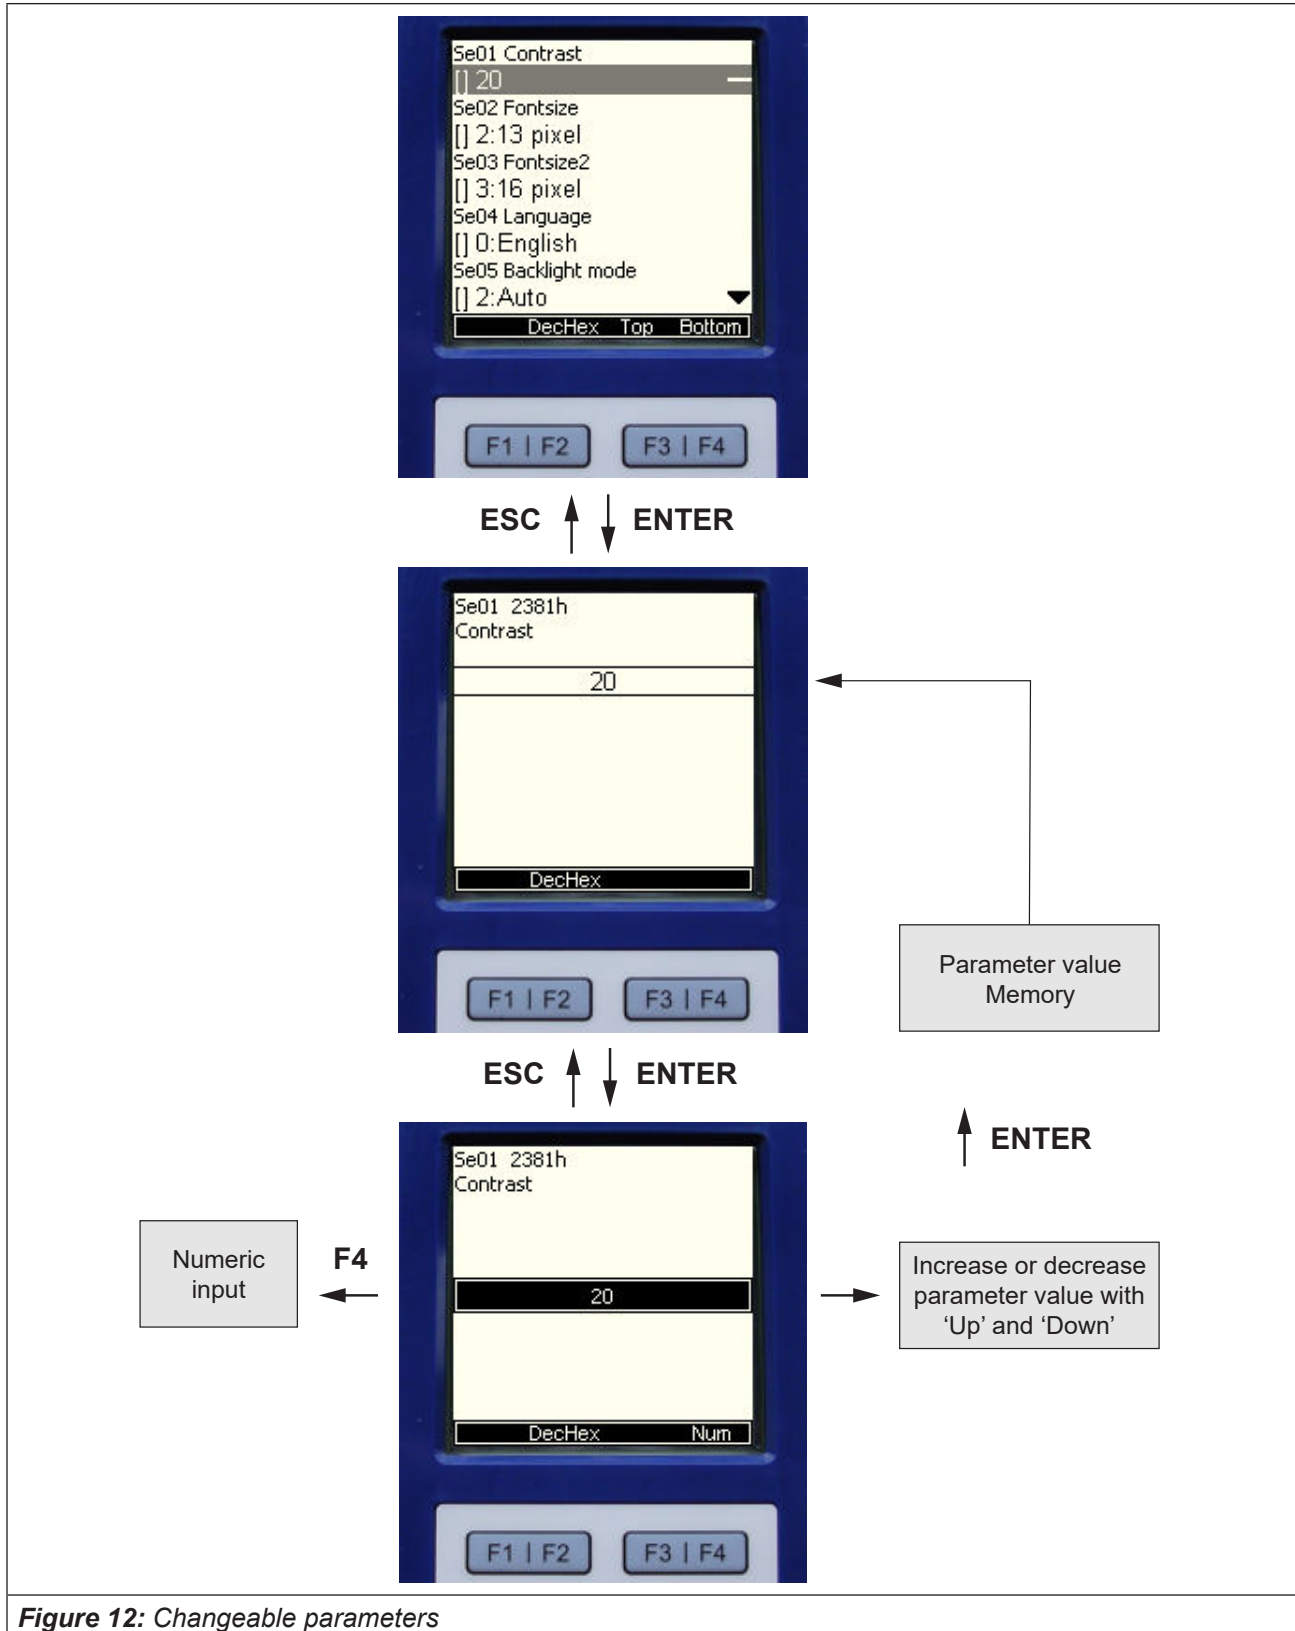 Se01 Contrast
[] 20
Se02 Fontsize
[] 2:13 pixel
Se03 Fontsize2
[] 3:16 pixel
Se04 Language
[] 0:English
Se05 Backlight mode
[] 2:Auto
DecHex Top Bottom
F1 | F2 F3 | F4
ESC ENTER
Se01 2381h
Contrast
20
DecHex
F1 | F2 F3 | F4
Parameter value
Memory
ESC ENTER
ENTER
Se01 2381h
Contrast
20
DecHex Num
F1 | F2 F3 | F4
Numeric
input
F4
Increase or decrease
parameter value with
‘Up’ and ‘Down’
Figure 12: Changeable parameters